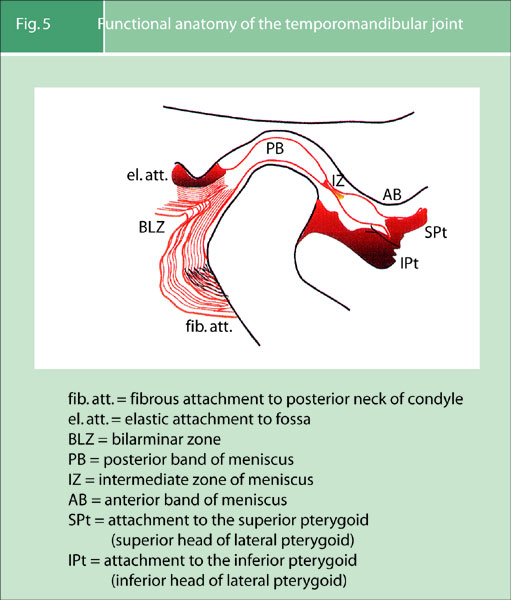 Fig. 5
Functional anatomy of the temporomandibular joint
PB
el. att.
IZ
AB
BLZ
SPt
IPt
fib. att.
fib. att. = fibrous attachment to posterior neck of condyle
el. att. = elastic attachment to fossa
BLZ = bilarminar zone
PB = posterior band of meniscus
IZ = intermediate zone of meniscus
AB = anterior band of meniscus
SPt = attachment to the superior pterygoid
(superior head of lateral pterygoid)
IPt = attachment to the inferior pterygoid
(inferior head of lateral pterygoid)